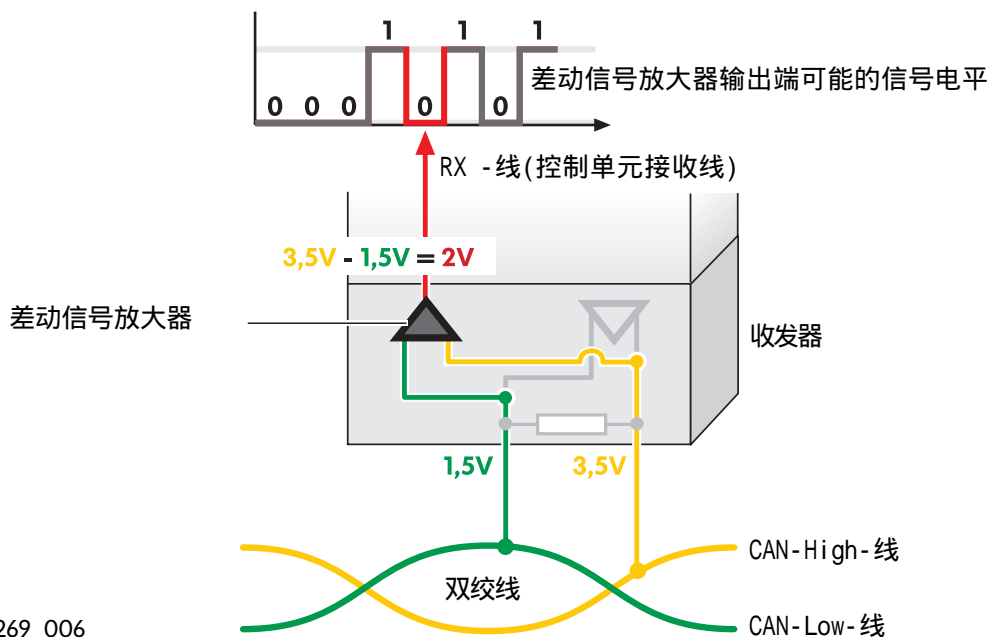 1 1 1
差动信号放大器输出端可能的信号电平
0 0 0 0 0
RX -线(控制单元接收线)
3,5V - 1,5V = 2V
差动信号放大器
收发器
1,5V 3,5V
CAN-High-线
双绞线
269 006
CAN-Low-线